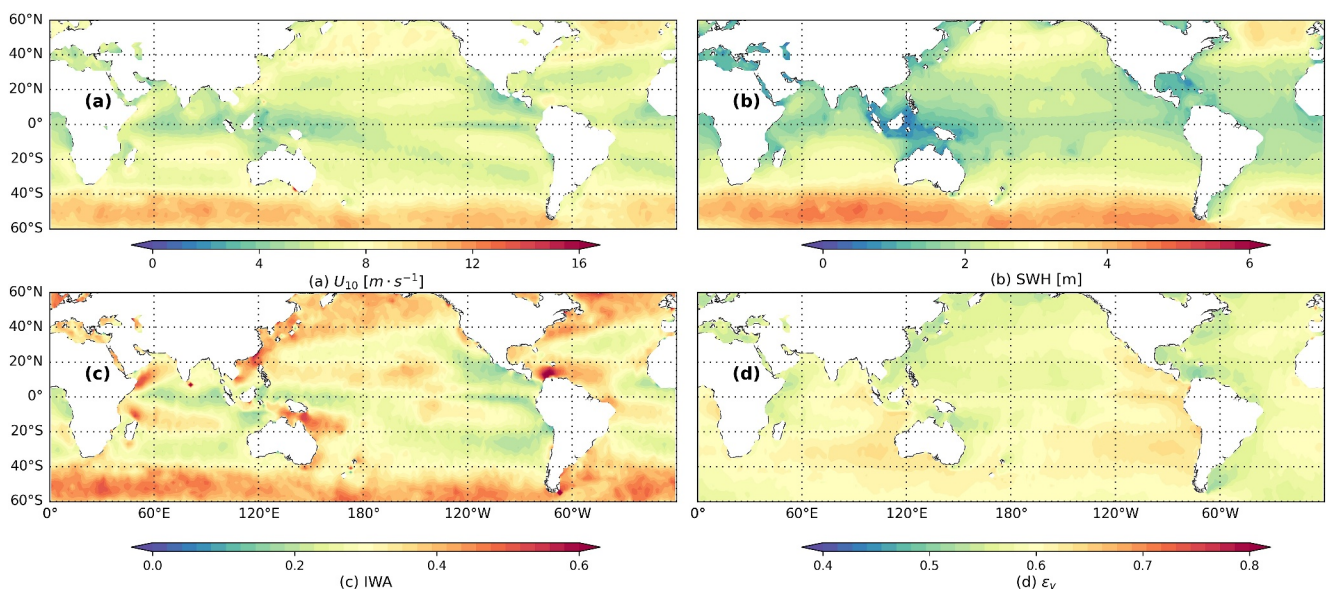 60°N
40°N
20°N
0°
20°S
40°S
60°S
(a)
(b)
0 4 8 12 16
(a) U₁₀ [m · s⁻¹]
0 2 4 6
(b) SWH [m]
60°N
40°N
20°N
0°
20°S
40°S
60°S
(c)
(d)
0° 60°E 120°E 180° 120°W 60°W
0° 60°E 120°E 180° 120°W 60°W
0.0 0.2 0.4 0.6
(c) IWA
0.4 0.5 0.6 0.7 0.8
(d) εᵥ